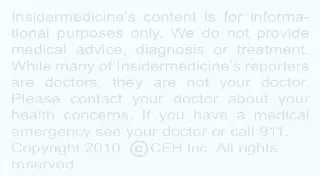 Insidermedicine's content is for informa-
tional purposes only. We do not provide
medical advice, diagnosis or treatment.
While many of Insidermedicine's reporters
are doctors, they are not your doctor.
Please contact your doctor about your
health concerns. If you have a medical
emergency see your doctor or call 911.
Copyright 2010. © CEH Inc. All rights
reserved